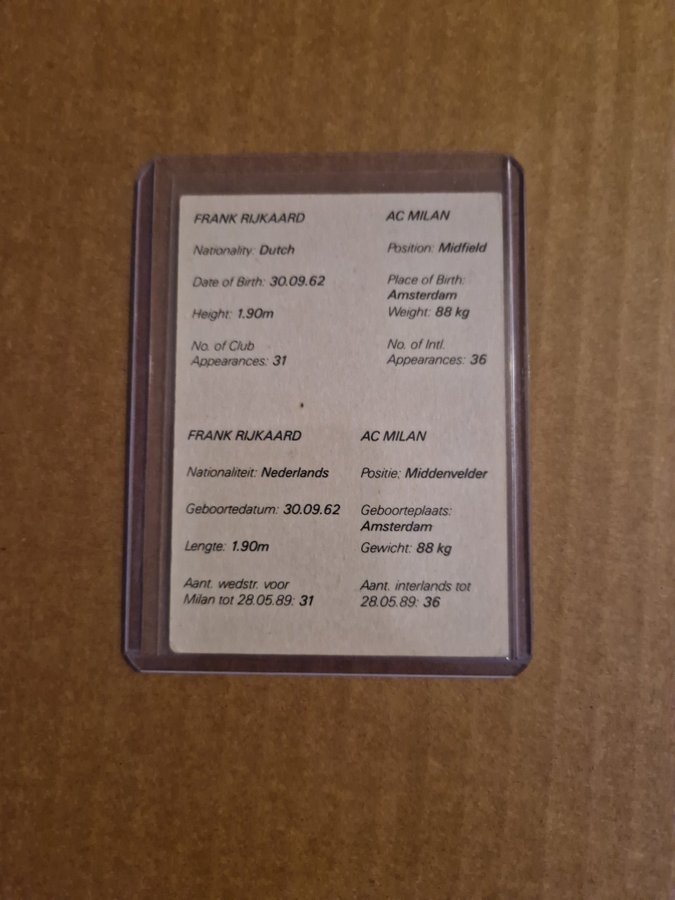 FRANK RIJKAARD AC MILAN
Nationality: Dutch Position: Midfield
Date of Birth: 30.09.62 Place of Birth:
Amsterdam
Height: 1.90m Weight: 88 kg
No. of Club No. of Intl.
Appearances: 31 Appearances: 36
FRANK RIJKAARD AC MILAN
Nationaliteit: Nederlands Positie: Middenvelder
Geboortedatum: 30.09.62 Geboorteplaats:
Amsterdam
Lengte: 1.90m Gewicht: 88 kg
Aant. wedstr. voor Aant. interlands tot
Milan tot 28.05.89: 31 28.05.89: 36